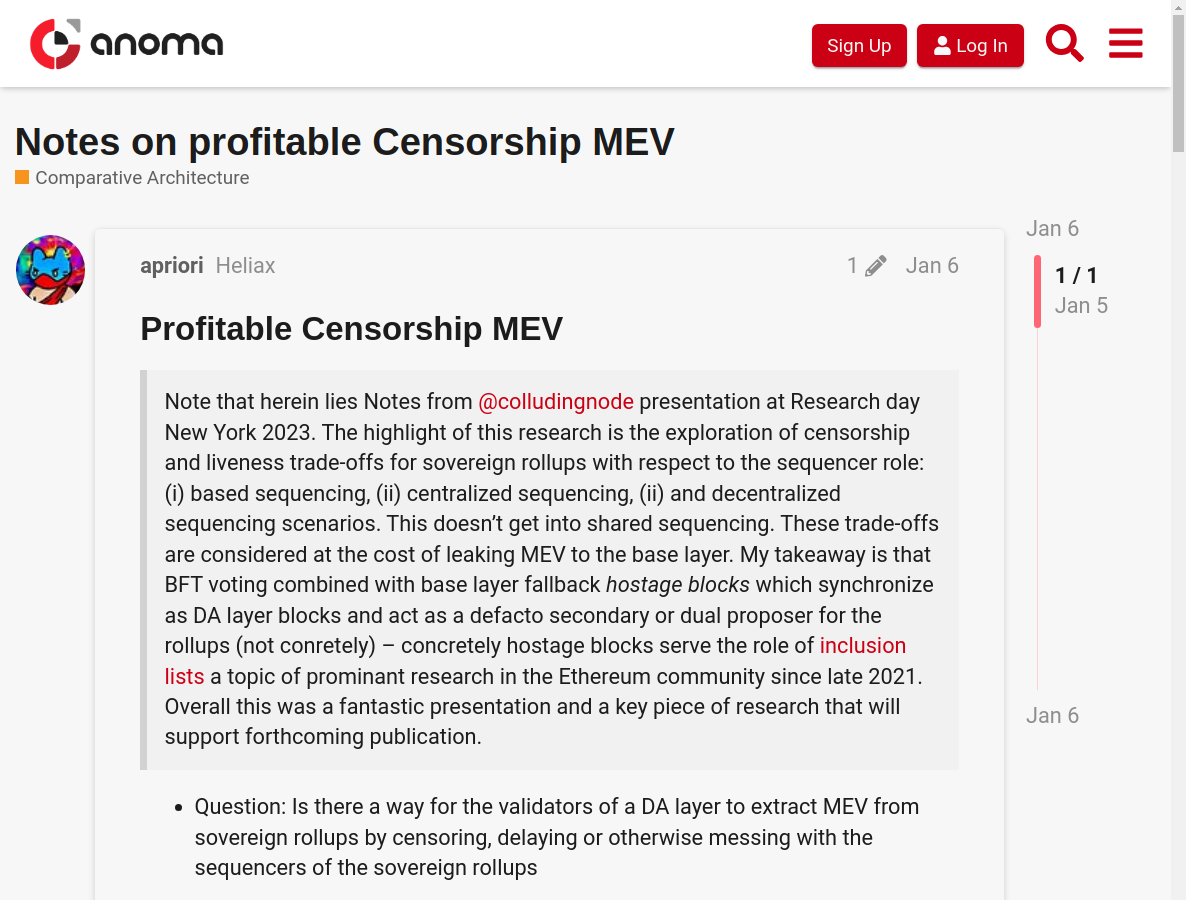 anoma
Sign Up
Log In
Notes on profitable Censorship MEV
Comparative Architecture
Jan 6
apriori Heliax
1 Jan 6
1 / 1
Jan 5
Profitable Censorship MEV
Note that herein lies Notes from @colludingnode presentation at Research day
New York 2023. The highlight of this research is the exploration of censorship
and liveness trade-offs for sovereign rollups with respect to the sequencer role:
(i) based sequencing, (ii) centralized sequencing, (ii) and decentralized
sequencing scenarios. This doesn’t get into shared sequencing. These trade-offs
are considered at the cost of leaking MEV to the base layer. My takeaway is that
BFT voting combined with base layer fallback hostage blocks which synchronize
as DA layer blocks and act as a defacto secondary or dual proposer for the
rollups (not conretely) – concretely hostage blocks serve the role of inclusion
lists a topic of prominant research in the Ethereum community since late 2021.
Overall this was a fantastic presentation and a key piece of research that will
support forthcoming publication.
Jan 6
• Question: Is there a way for the validators of a DA layer to extract MEV from
sovereign rollups by censoring, delaying or otherwise messing with the
sequencers of the sovereign rollups